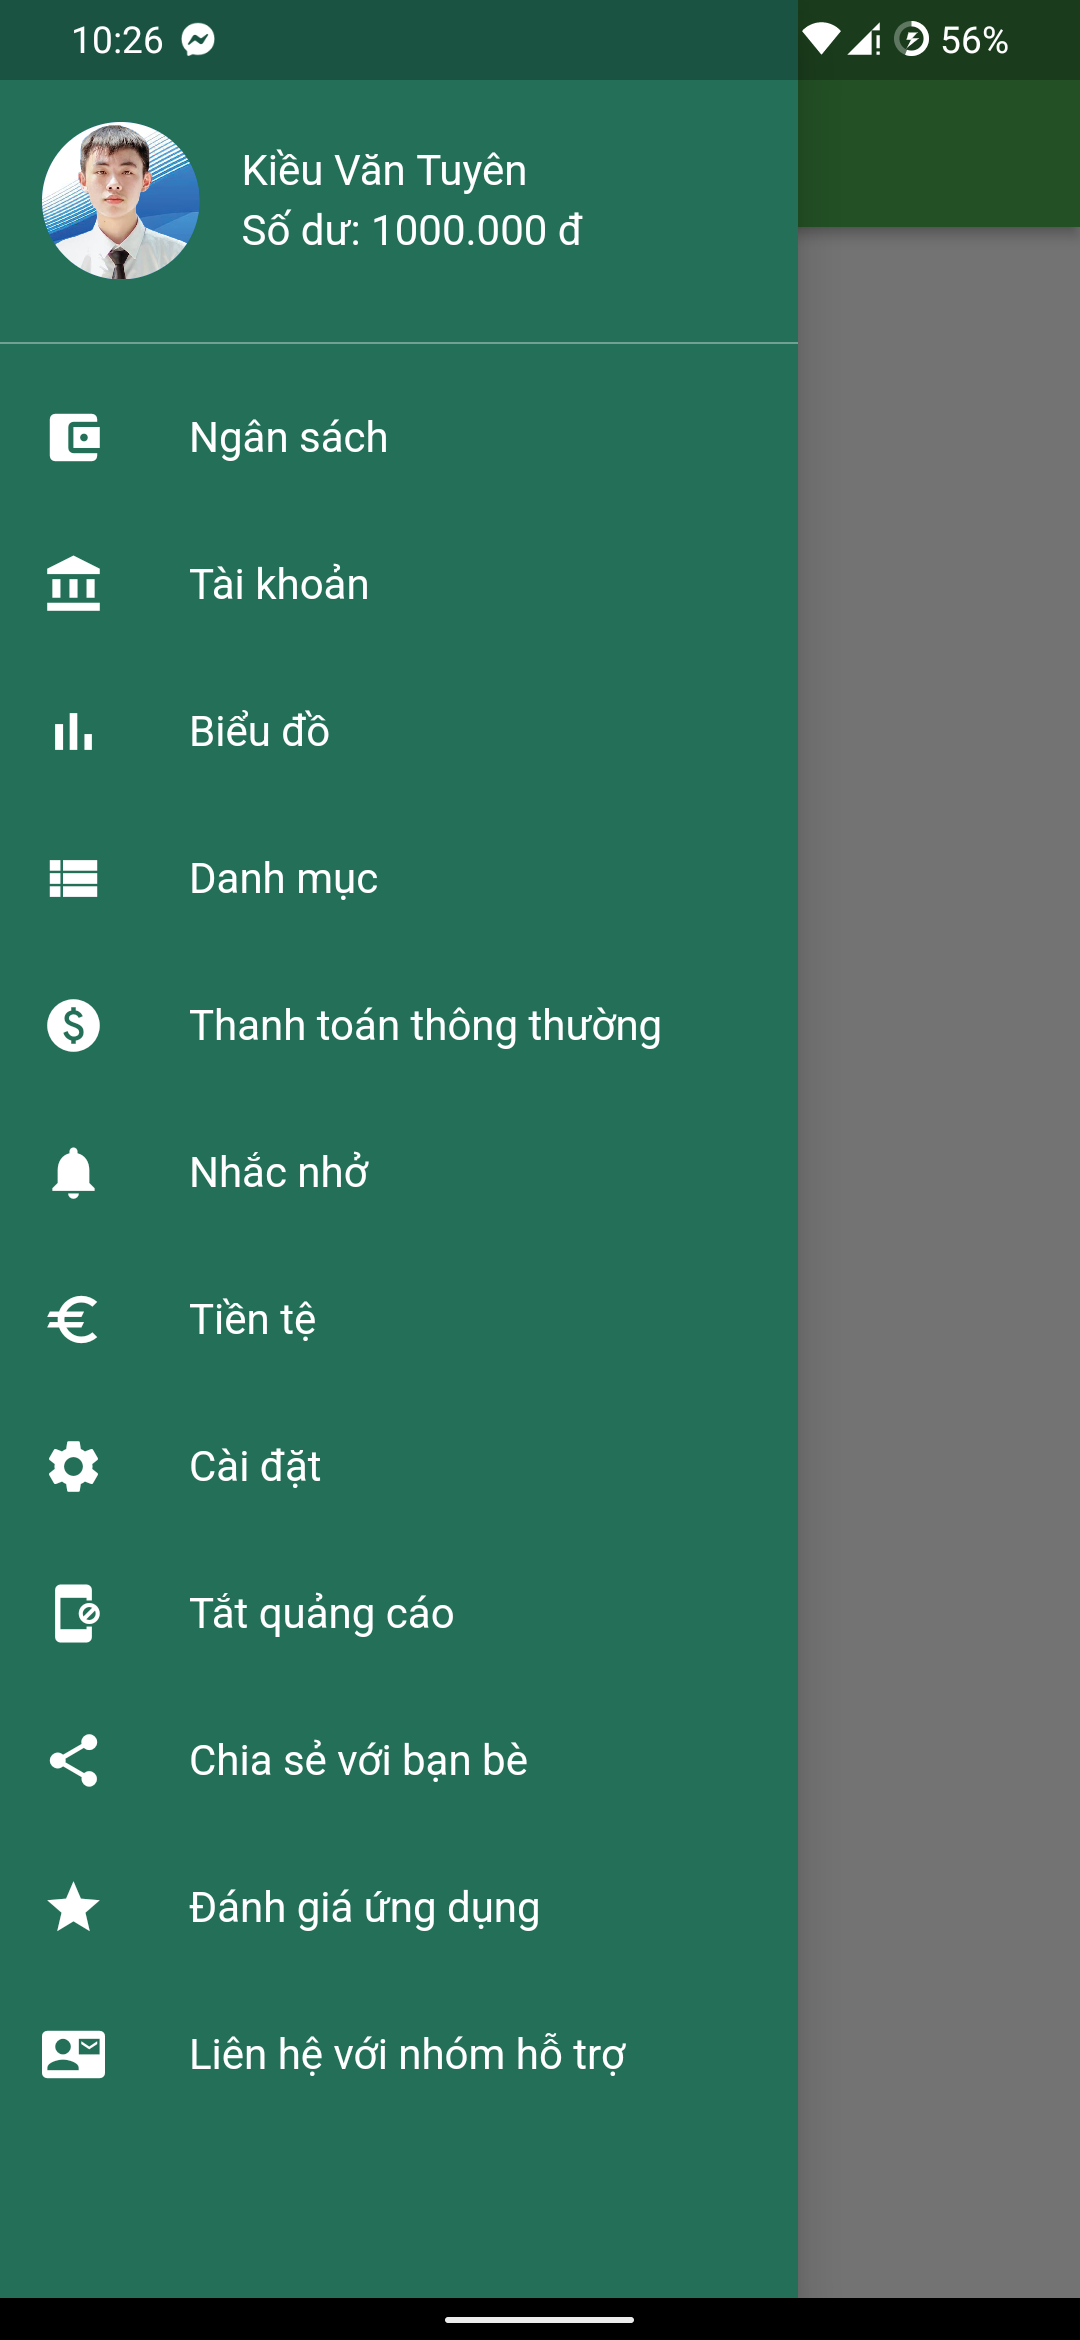 10:26
56%
Kiều Văn Tuyên
Số dư: 1000.000 đ
Ngân sách
Tài khoản
Biểu đồ
Danh mục
Thanh toán thông thường
Nhắc nhở
Tiền tệ
Cài đặt
Tắt quảng cáo
Chia sẻ với bạn bè
Đánh giá ứng dụng
Liên hệ với nhóm hỗ trợ